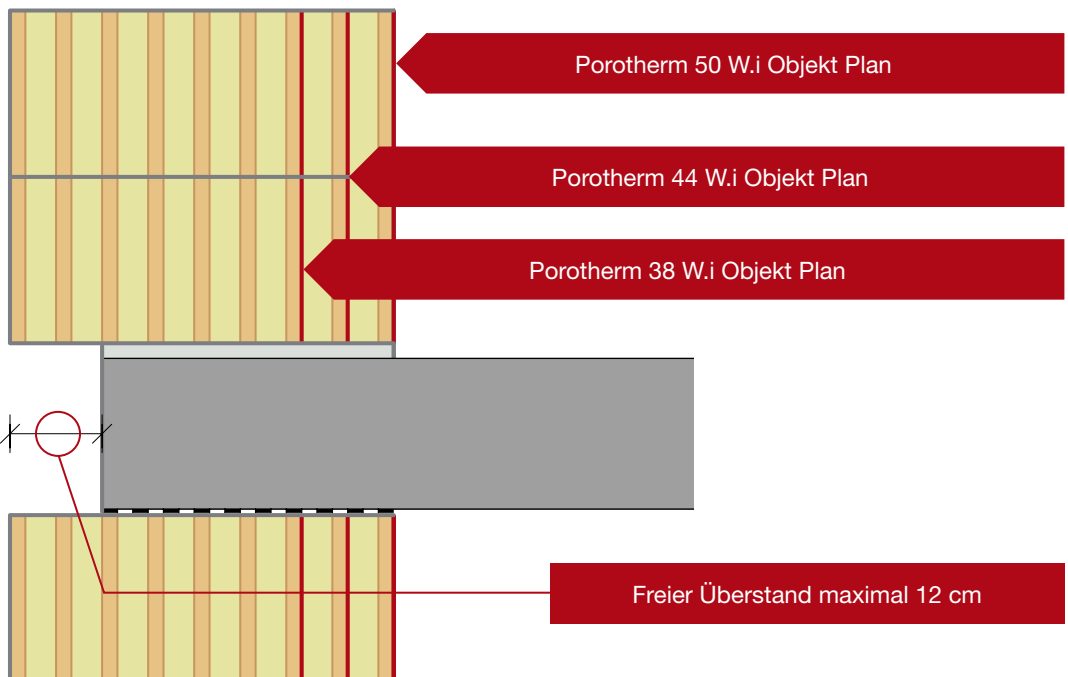 Porotherm 50 W.i Objekt Plan
Porotherm 44 W.i Objekt Plan
Porotherm 38 W.i Objekt Plan
Freier Überstand maximal 12 cm